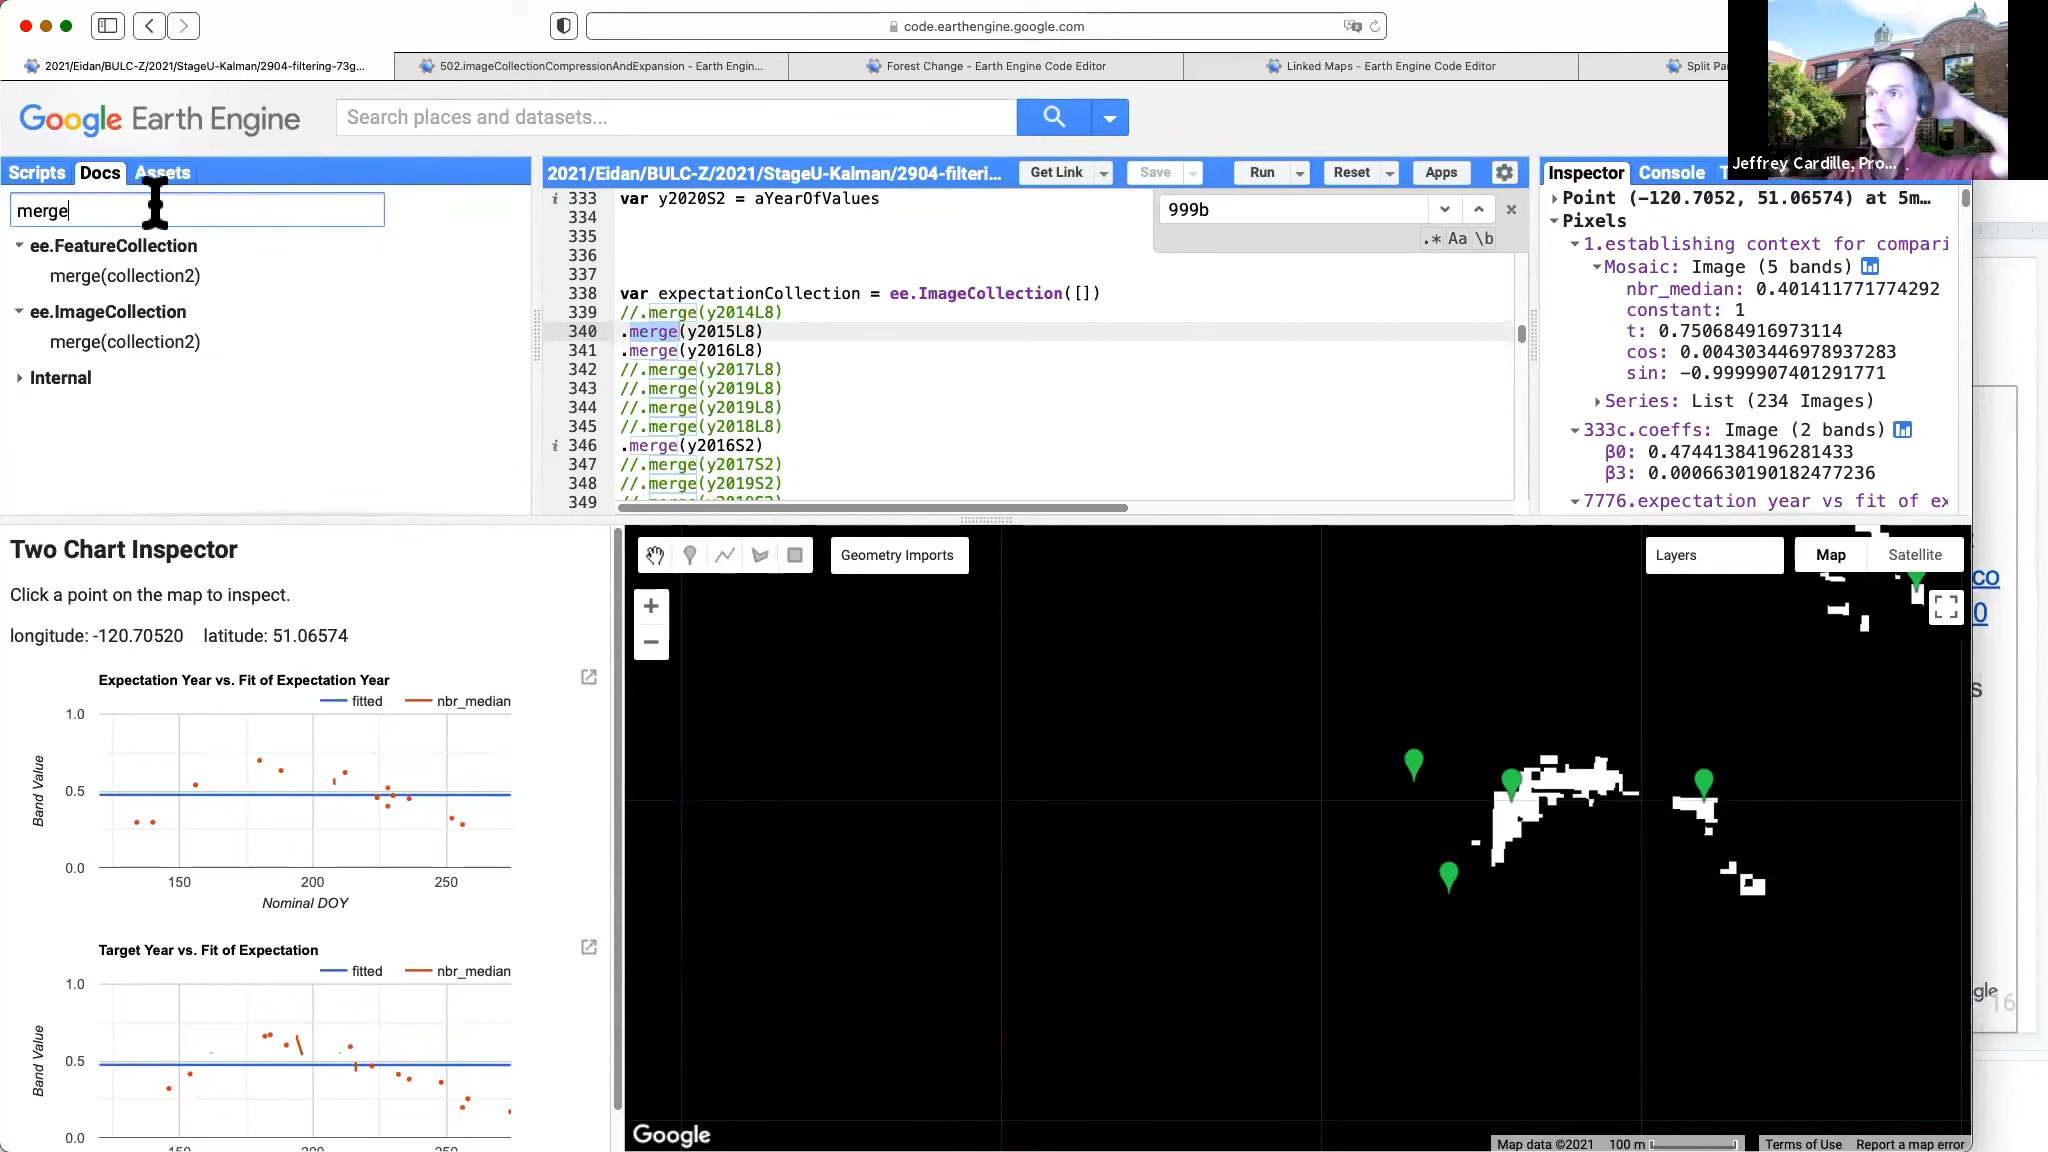 code.earthengine.google.com
2021/Eidan/BULC-Z/2021/StageU-Kalman/2904-filtering-73g...
502.imageCollectionCompressionAndExpansion - Earth Engin...
Forest Change - Earth Engine Code Editor
Linked Maps - Earth Engine Code Editor
Split Pa
Google Earth Engine
Search places and datasets...
Jeffrey Cardille, Pro...
Scripts
Docs
Assets
2021/Eidan/BULC-Z/2021/StageU-Kalman/2904-filteri...
Get Link
Save
Run
Reset
Apps
Inspector
Console
T
merge
ee.FeatureCollection
merge(collection2)
ee.ImageCollection
merge(collection2)
Internal
i 333 var y2020S2 = aYearOfValues
334
335
336
337
338 var expectationCollection = ee.ImageCollection([])
339 //.merge(y2014L8)
340 .merge(y2015L8)
341 .merge(y2016L8)
342 //.merge(y2017L8)
343 //.merge(y2019L8)
344 //.merge(y2019L8)
345 //.merge(y2018L8)
i 346 .merge(y2016S2)
347 //.merge(y2017S2)
348 //.merge(y2019S2)
349
999b
.* Aa \b
Point (-120.7052, 51.06574) at 5m...
Pixels
1.establishing context for compari
Mosaic: Image (5 bands)
nbr_median: 0.401411771774292
constant: 1
t: 0.750684916973114
cos: 0.004303446978937283
sin: -0.9999907401291771
Series: List (234 Images)
333c.coeffs: Image (2 bands)
β0: 0.47441384196281433
β3: 0.0006630190182477236
7776.expectation year vs fit of ex
Two Chart Inspector
Click a point on the map to inspect.
longitude: -120.70520 latitude: 51.06574
Expectation Year vs. Fit of Expectation Year
fitted
nbr_median
1.0
0.5
0.0
Band Value
150
200
250
Nominal DOY
Target Year vs. Fit of Expectation
fitted
nbr_median
1.0
0.5
0.0
Band Value
150
200
250
Geometry Imports
Layers
Map
Satellite
+
−
Google
Map data ©2021
100 m
Terms of Use
Report a map error
co
0
s
gle
16